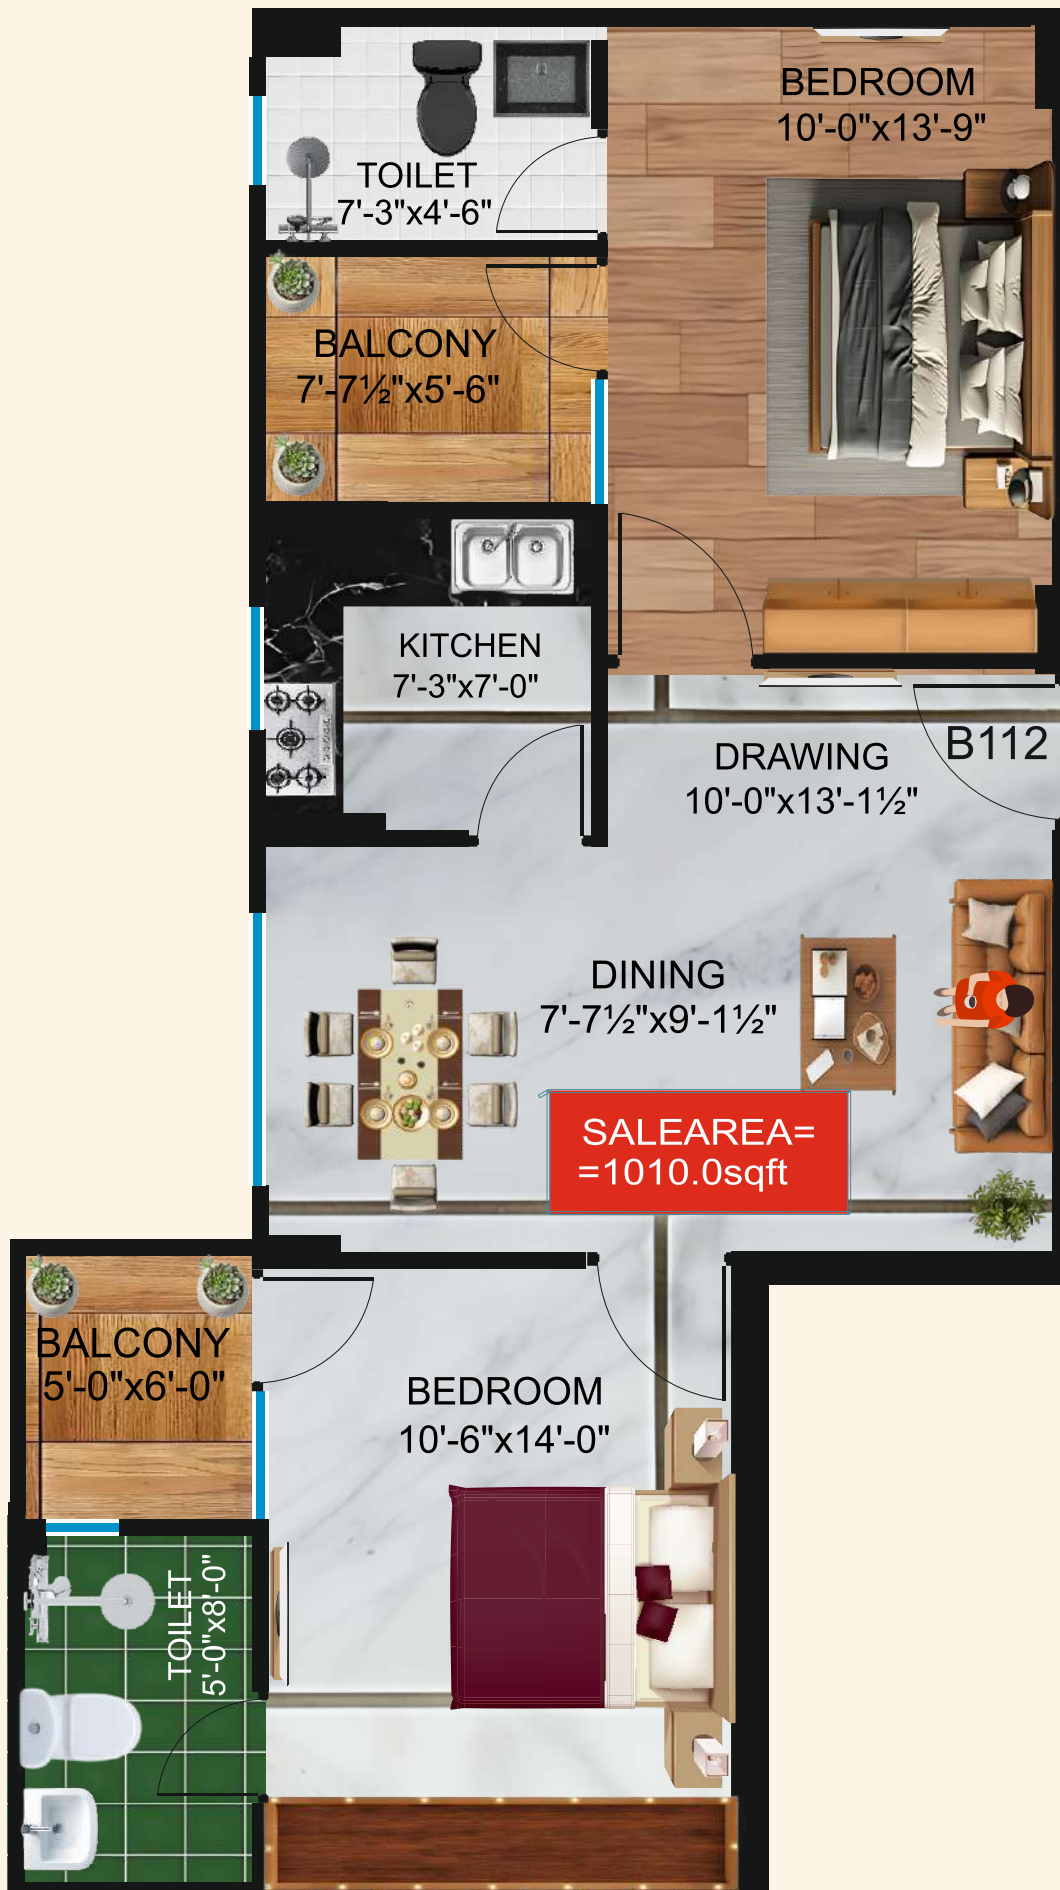 BEDROOM
10'-0"x13'-9"
TOILET
7'-3"x4'-6"
BALCONY
7'-7½"x5'-6"
KITCHEN
7'-3"x7'-0"
B112
DRAWING
10'-0"x13'-1½"
DINING
7'-7½"x9'-1½"
SALEAREA=
=1010.0sqft
BALCONY
5'-0"x6'-0"
BEDROOM
10'-6"x14'-0"
TOILET
5'-0"x8'-0"